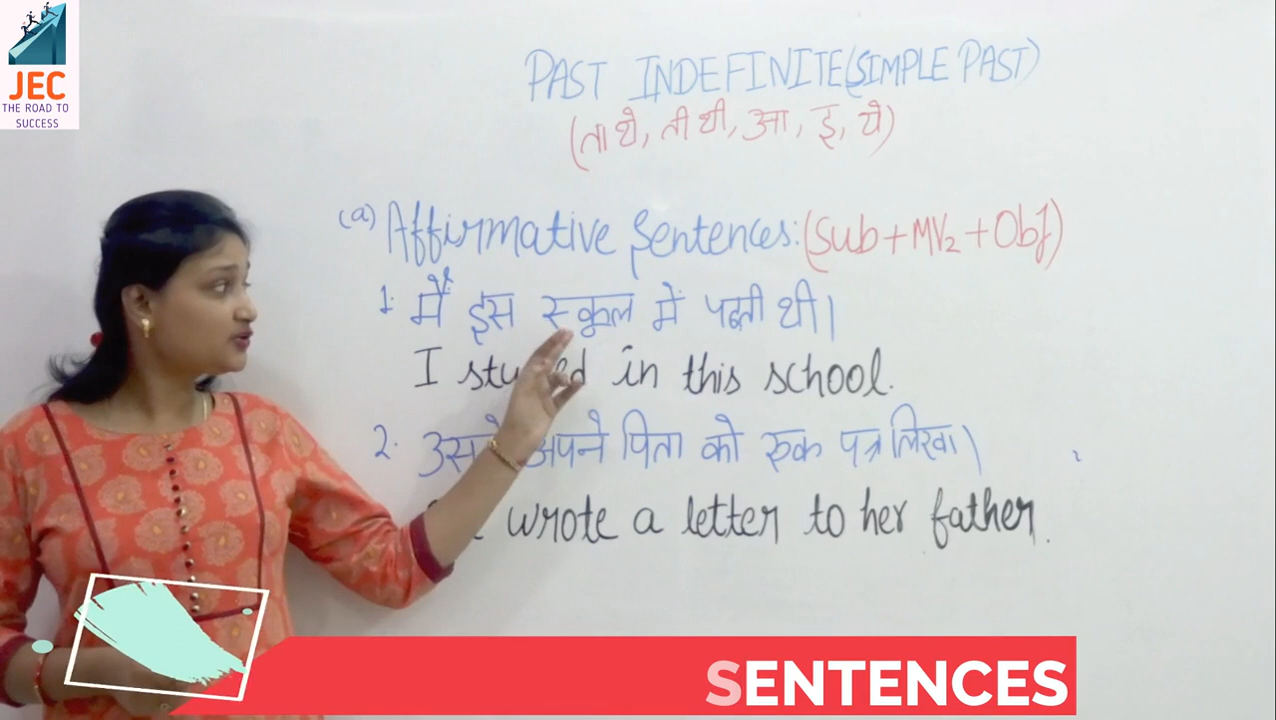 JEC
THE ROAD TO
SUCCESS
PAST INDEFINITE(SIMPLE PAST)
(ता थे, ती थी, आ, इ, ये)
(a) Affirmative Sentences: (Sub+MV2+Obj)
1. मैं इस स्कूल में पढ़ती थी।
I in this school.
2. अपने पिता को एक पत्र लिखा।
wrote a letter to her father.
SENTENCES